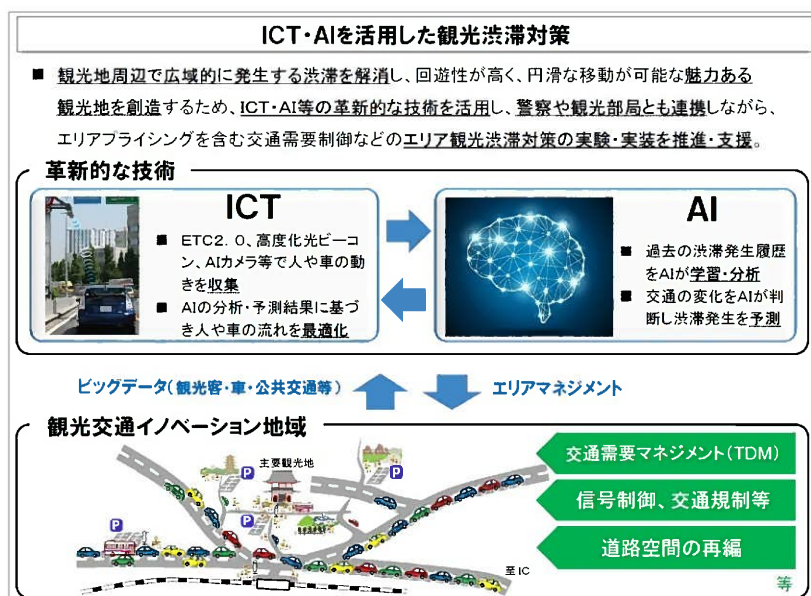 ICT・AIを活用した観光渋滞対策
■ 観光地周辺で広域的に発生する渋滞を解消し、回遊性が高く、円滑な移動が可能な魅力ある
観光地を創造するため、ICT・AI等の革新的な技術を活用し、警察や観光部局とも連携しながら、
エリアプライシングを含む交通需要制御などのエリア観光渋滞対策の実験・実装を推進・支援。
革新的な技術
ICT
■ ETC2.0、高度化光ビーコ
ン、AIカメラ等で人や車の動
きを収集
■ AIの分析・予測結果に基づ
き人や車の流れを最適化
AI
■ 過去の渋滞発生履歴
をAIが学習・分析
■ 交通の変化をAIが判
断し渋滞発生を予測
ビッグデータ(観光客・車・公共交通等)
エリアマネジメント
観光交通イノベーション地域
主要観光地
P
P
P
P
至IC
交通需要マネジメント(TDM)
信号制御、交通規制等
道路空間の再編
等